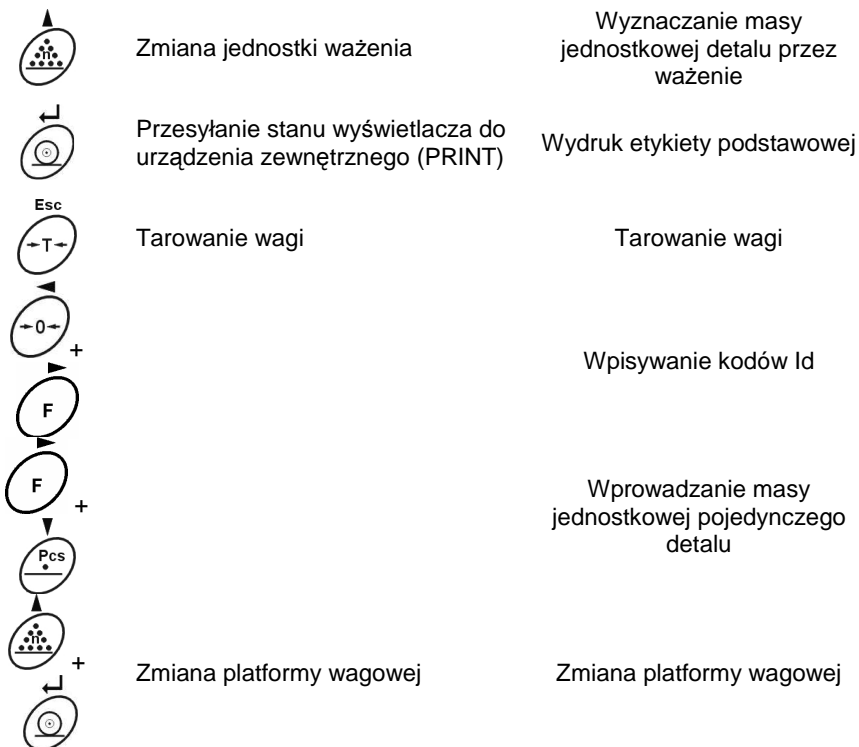 Wyznaczanie masy
n Zmiana jednostki ważenia jednostkowej detalu przez
ważenie
Przesyłanie stanu wyświetlacza do
urządzenia zewnętrznego (PRINT) Wydruk etykiety podstawowej
Esc
→T← Tarowanie wagi Tarowanie wagi
→0←
+
Wpisywanie kodów Id
F
F
+ Wprowadzanie masy
jednostkowej pojedynczego
Pcs detalu
n
+
Zmiana platformy wagowej Zmiana platformy wagowej